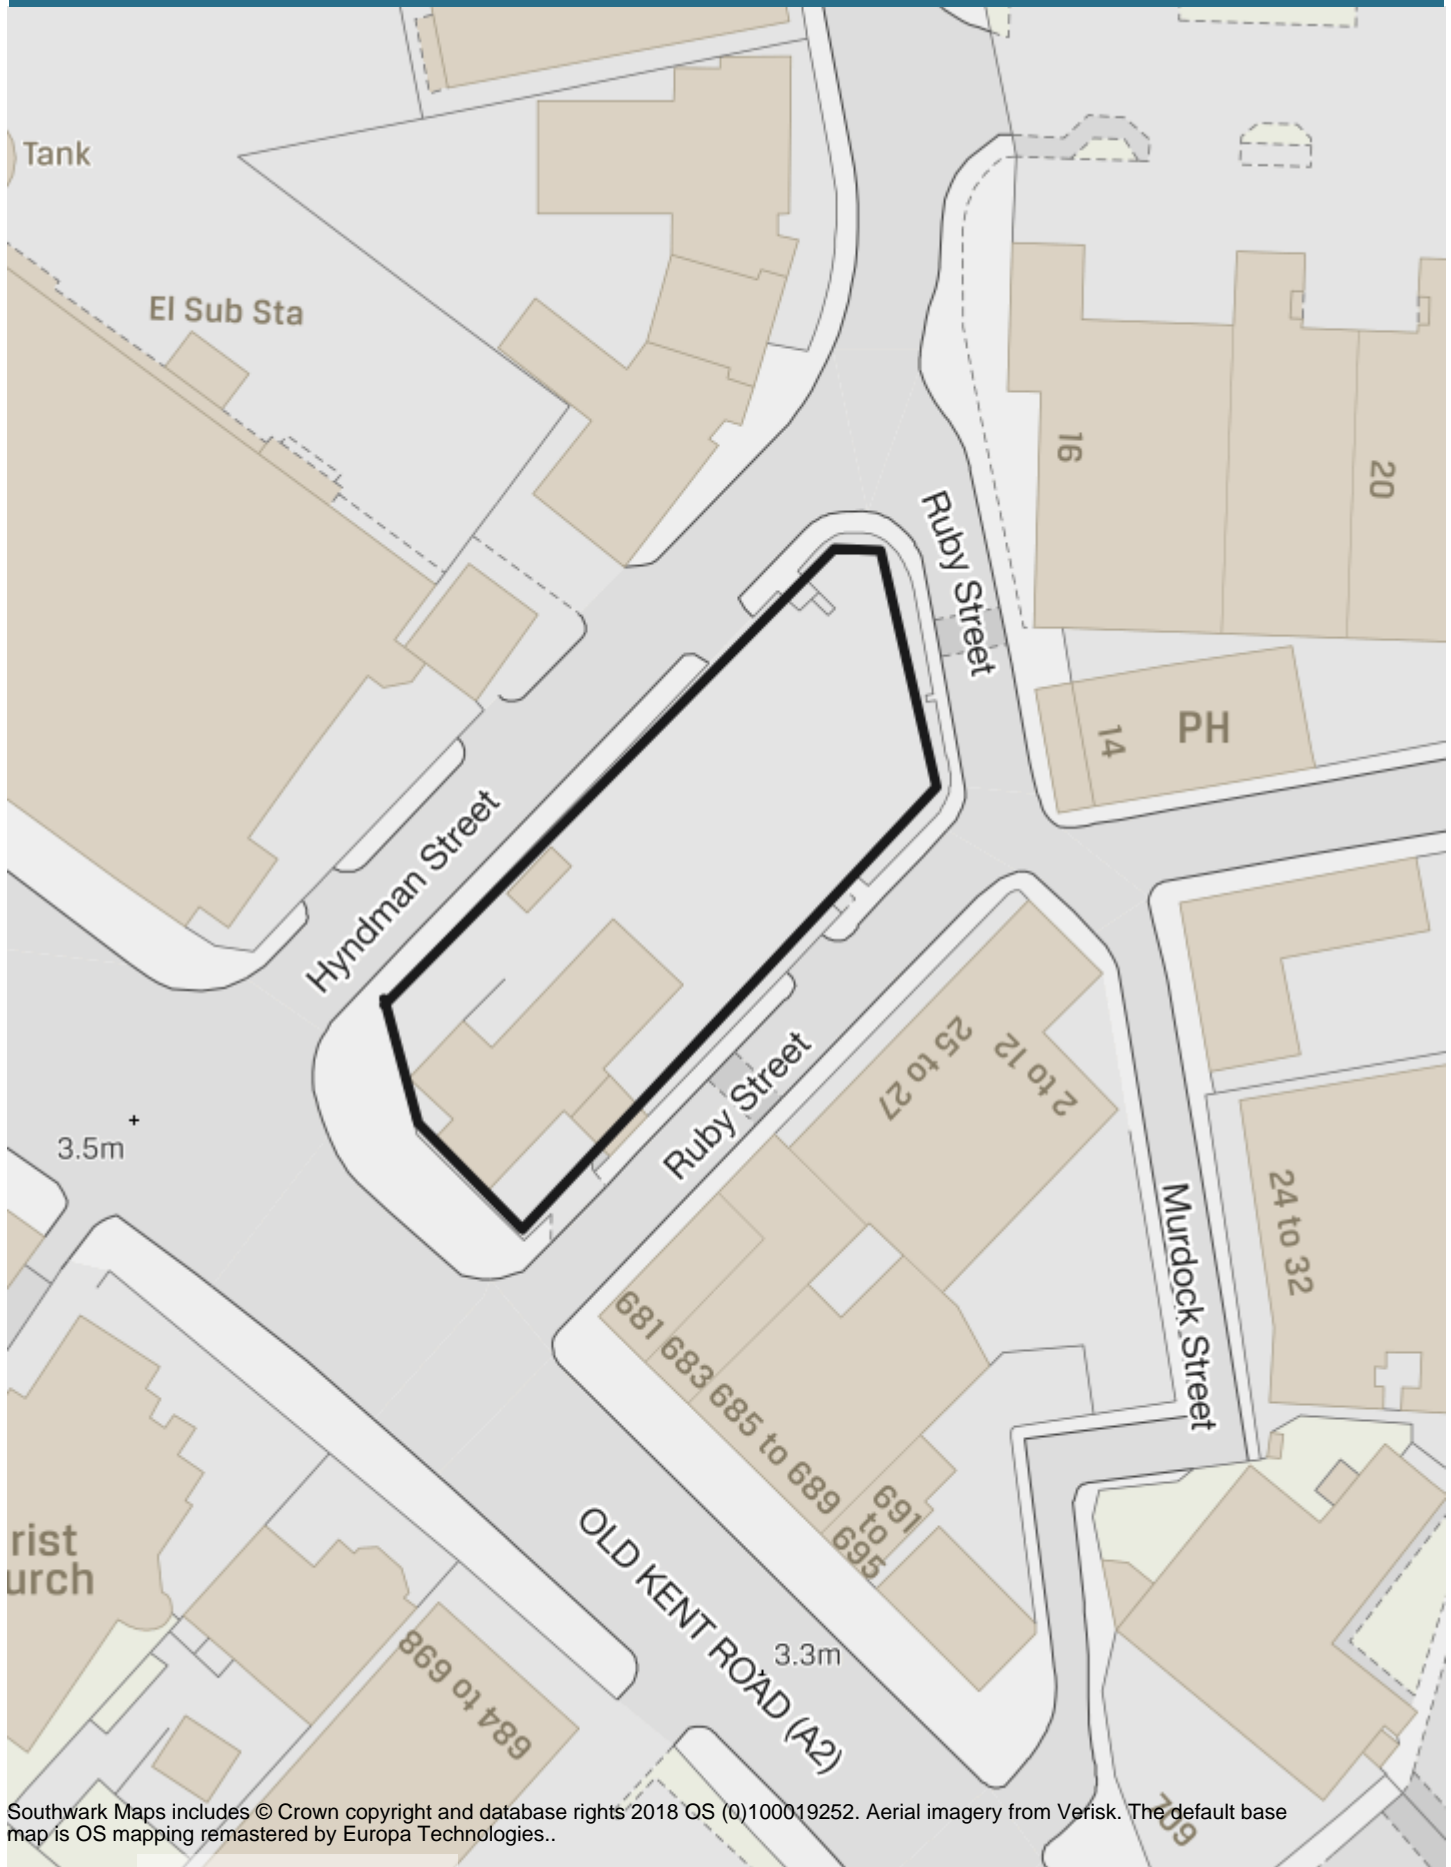 Tank
El Sub Sta
16
20
Ruby Street
14
PH
Hyndman Street
25 to 27
2 to 12
Ruby Street
3.5m
24 to 32
Murdock Street
681
683
685 to 689
691
to
695
OLD KENT ROAD (A2)
rist
urch
3.3m
684 to 698
709
Southwark Maps includes © Crown copyright and database rights 2018 OS (0)100019252. Aerial imagery from Verisk. The default base
map is OS mapping remastered by Europa Technologies..